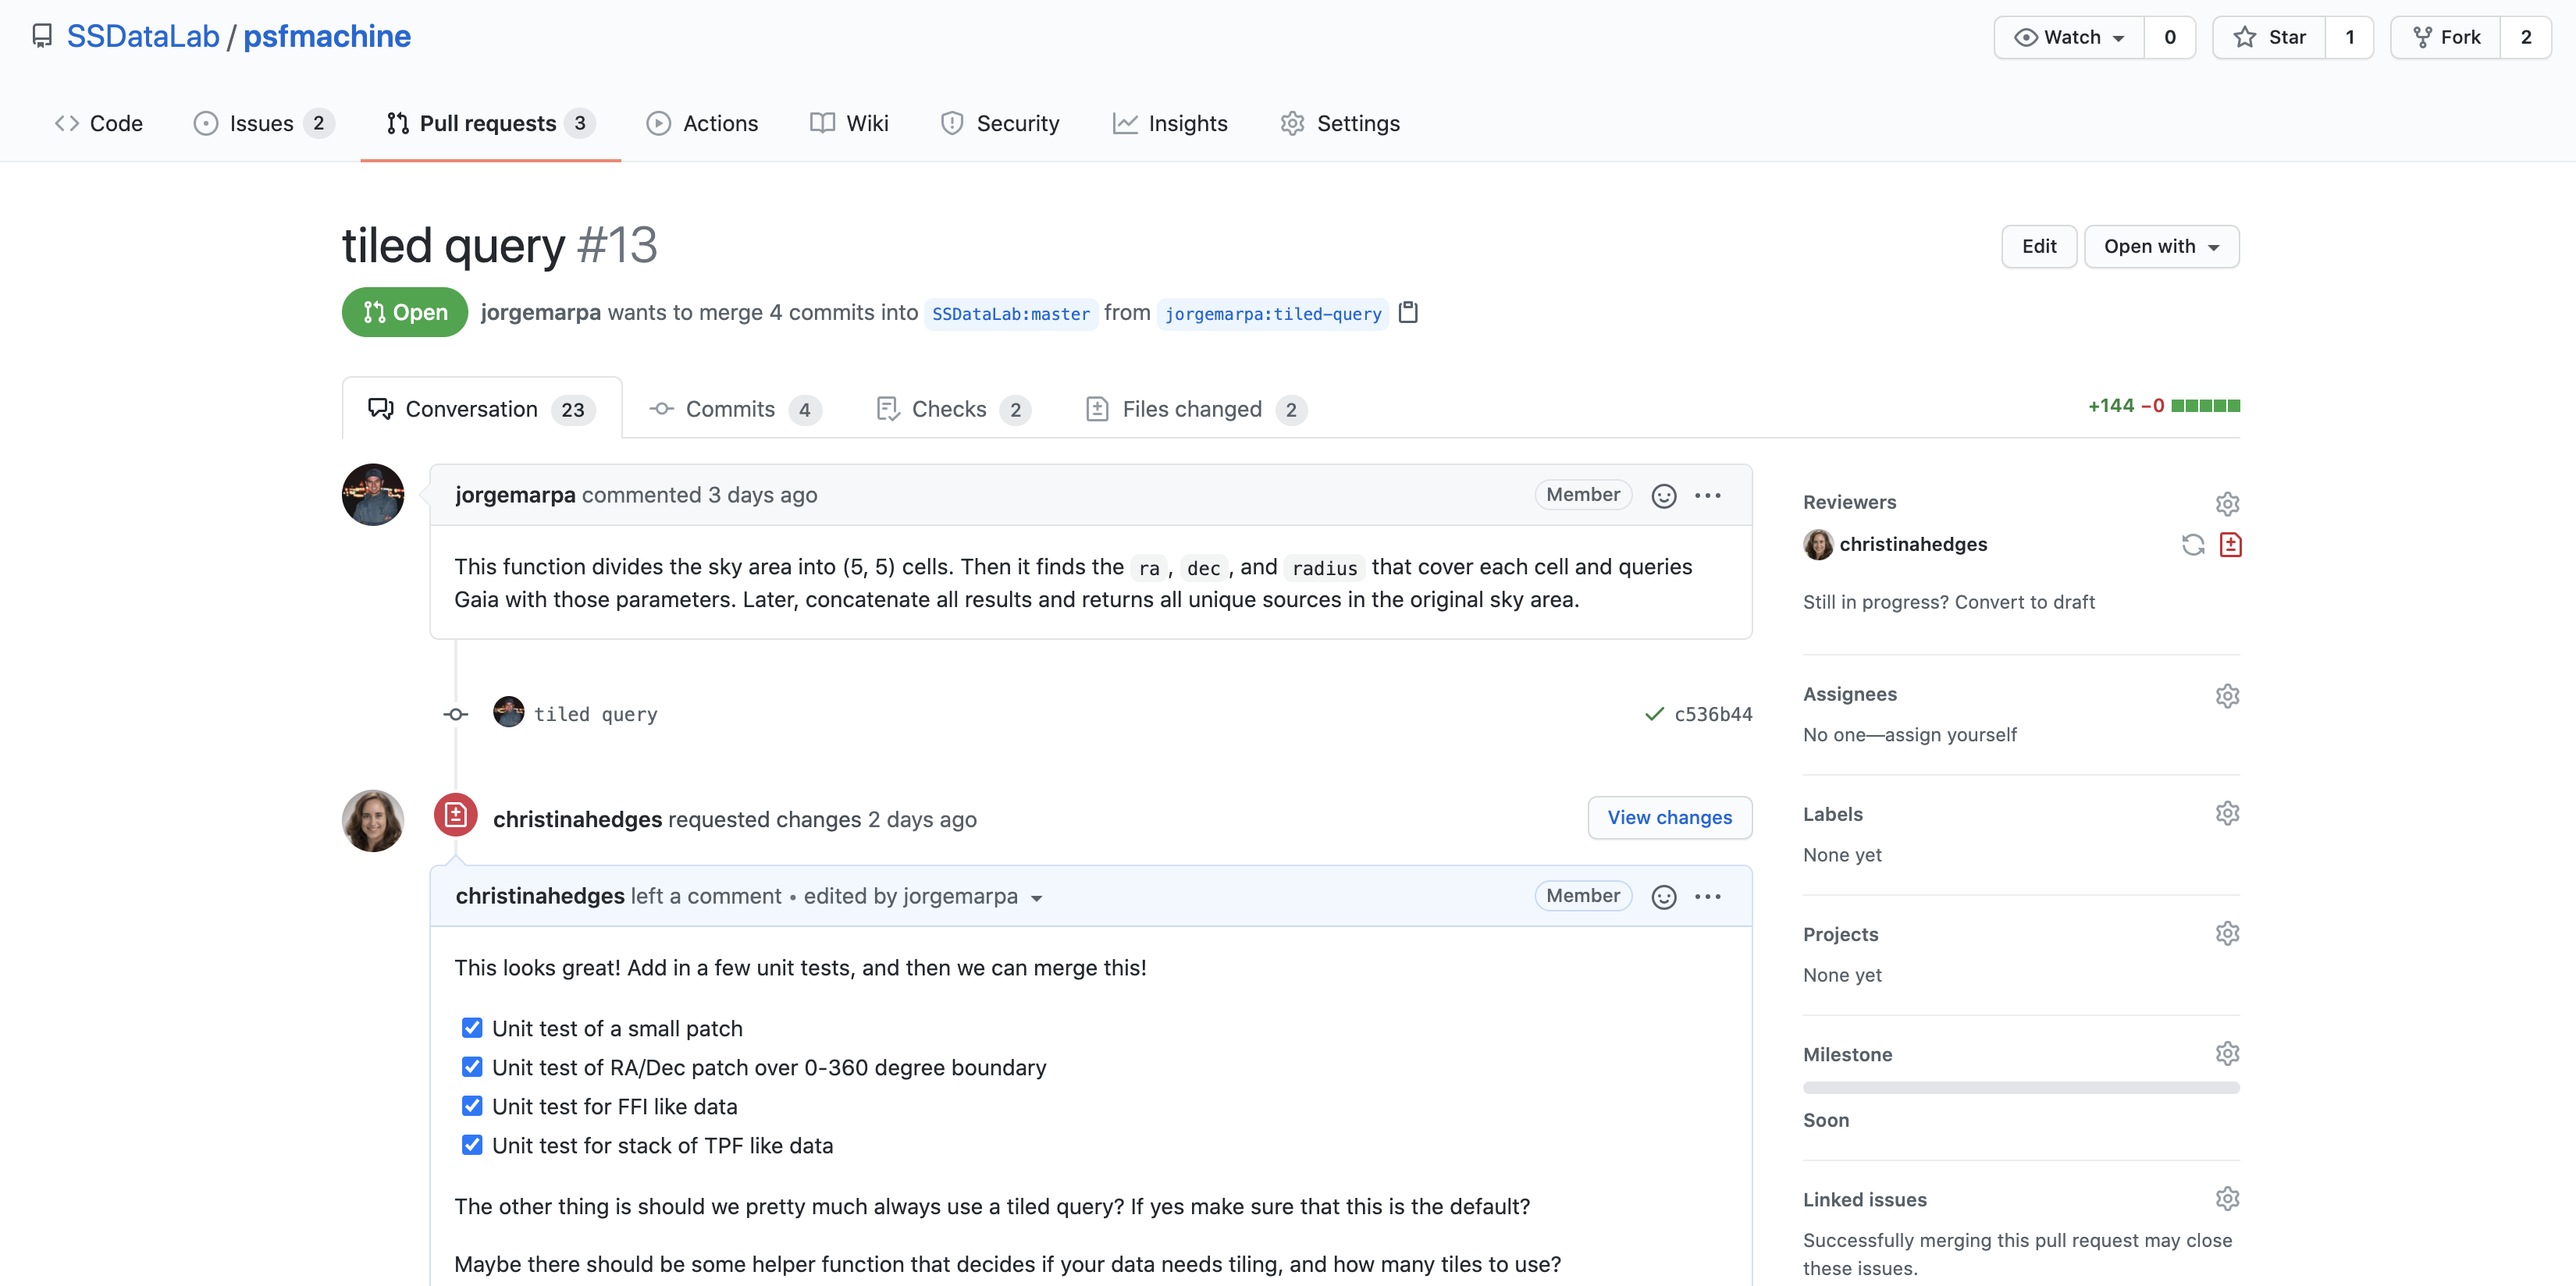 SSDataLab / psfmachine
Watch 0 Star 1 Fork 2
Code Issues 2 Pull requests 3 Actions Wiki Security Insights Settings
tiled query #13
Edit Open with
Open jorgemarpa wants to merge 4 commits into SSDataLab:master from jorgemarpa:tiled-query
Conversation 23 Commits 4 Checks 2 Files changed 2 +144 −0
jorgemarpa commented 3 days ago Member
This function divides the sky area into (5, 5) cells. Then it finds the ra, dec, and radius that cover each cell and queries
Gaia with those parameters. Later, concatenate all results and returns all unique sources in the original sky area.
tiled query c536b44
christinahedges requested changes 2 days ago View changes
christinahedges left a comment • edited by jorgemarpa Member
This looks great! Add in a few unit tests, and then we can merge this!
Unit test of a small patch
Unit test of RA/Dec patch over 0-360 degree boundary
Unit test for FFI like data
Unit test for stack of TPF like data
The other thing is should we pretty much always use a tiled query? If yes make sure that this is the default?
Maybe there should be some helper function that decides if your data needs tiling, and how many tiles to use?
Reviewers
christinahedges
Still in progress? Convert to draft
Assignees
No one—assign yourself
Labels
None yet
Projects
None yet
Milestone
Soon
Linked issues
Successfully merging this pull request may close
these issues.